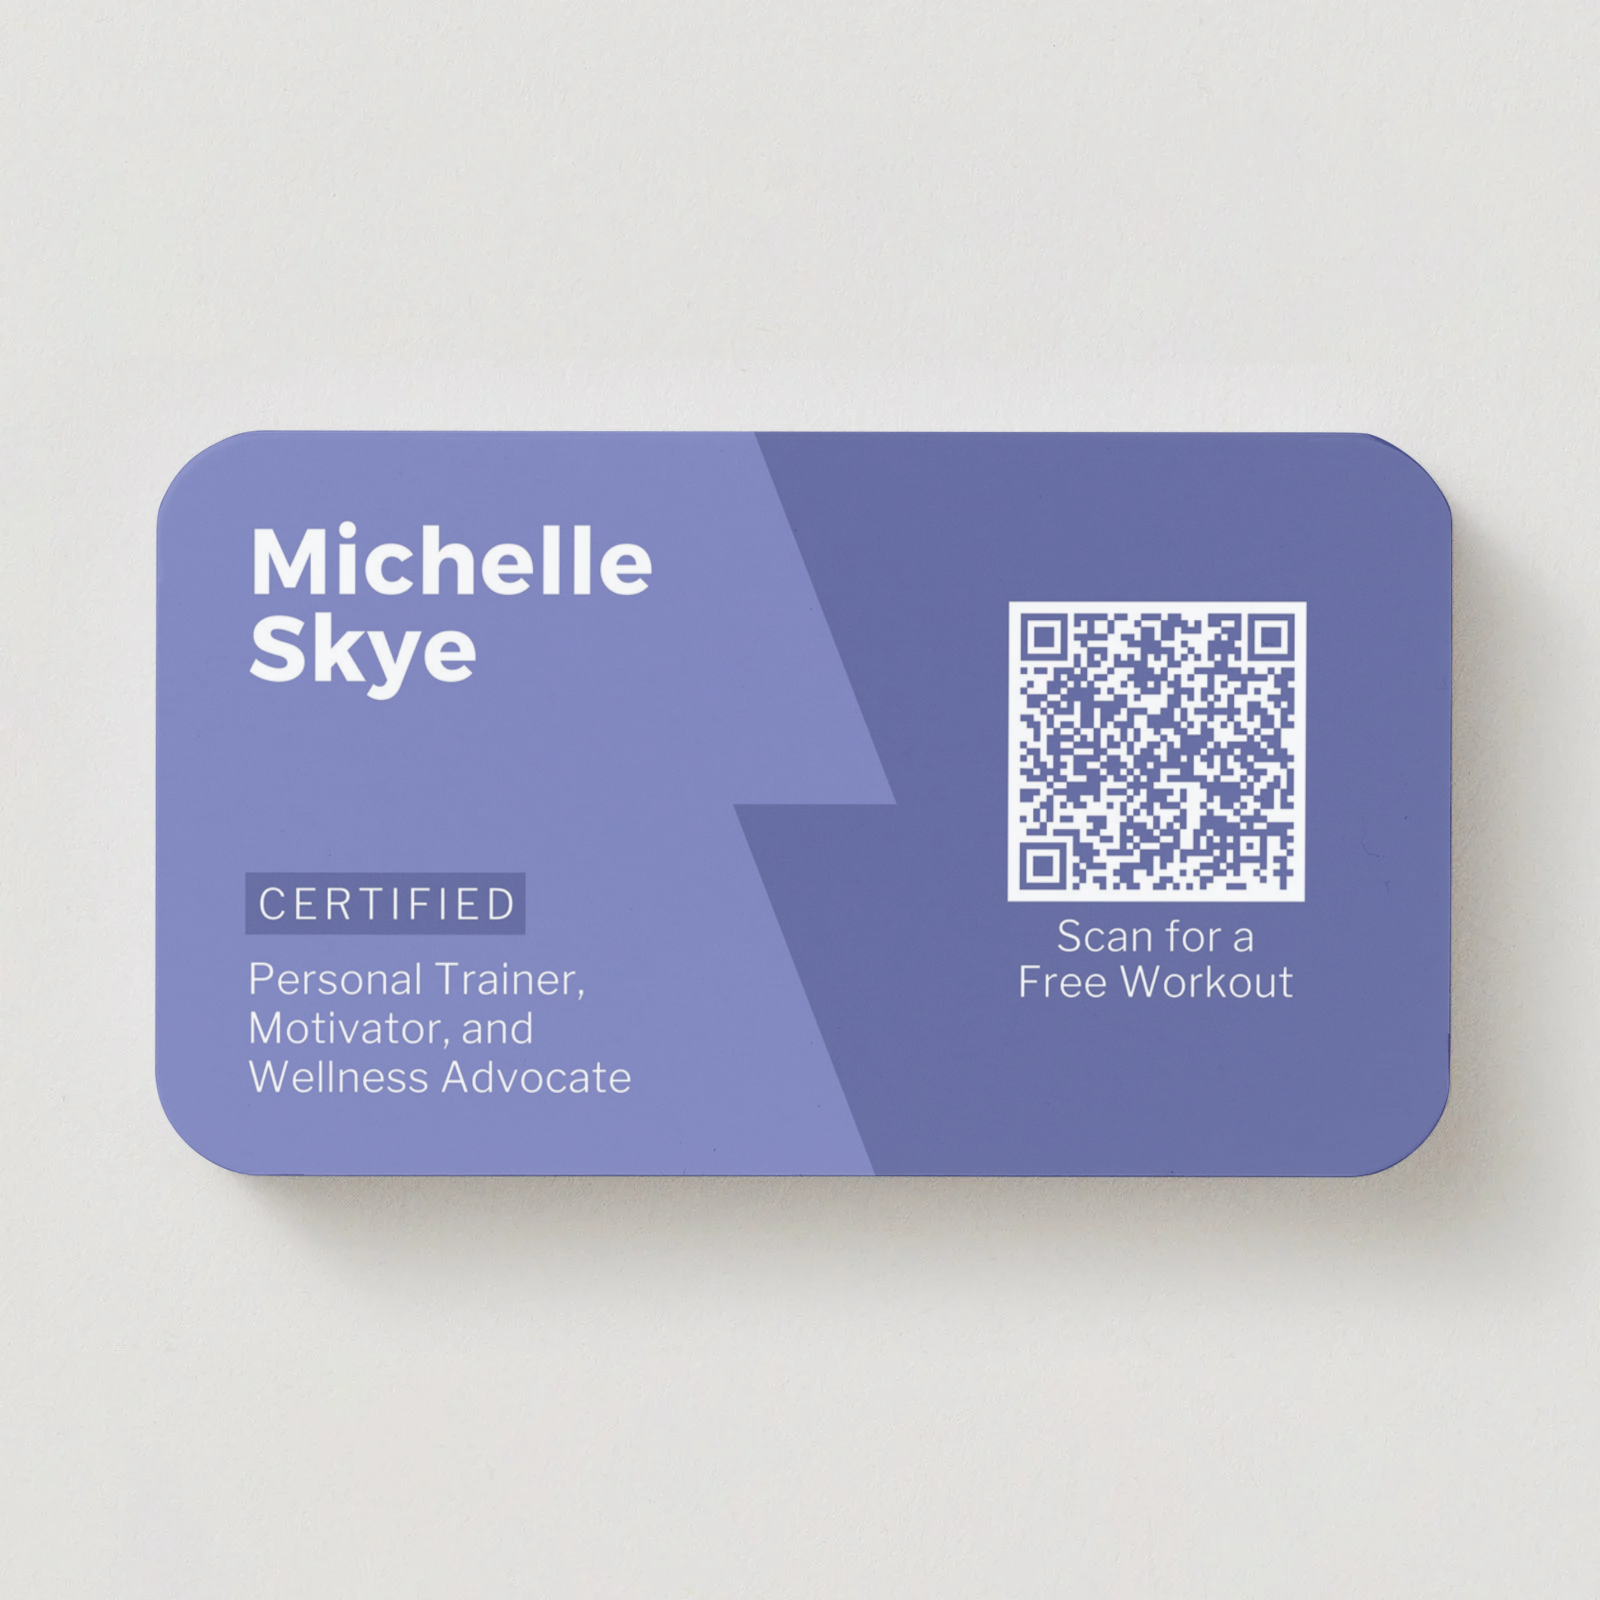 Michelle
Skye
CERTIFIED
Personal Trainer,
Motivator, and
Wellness Advocate
Scan for a
Free Workout